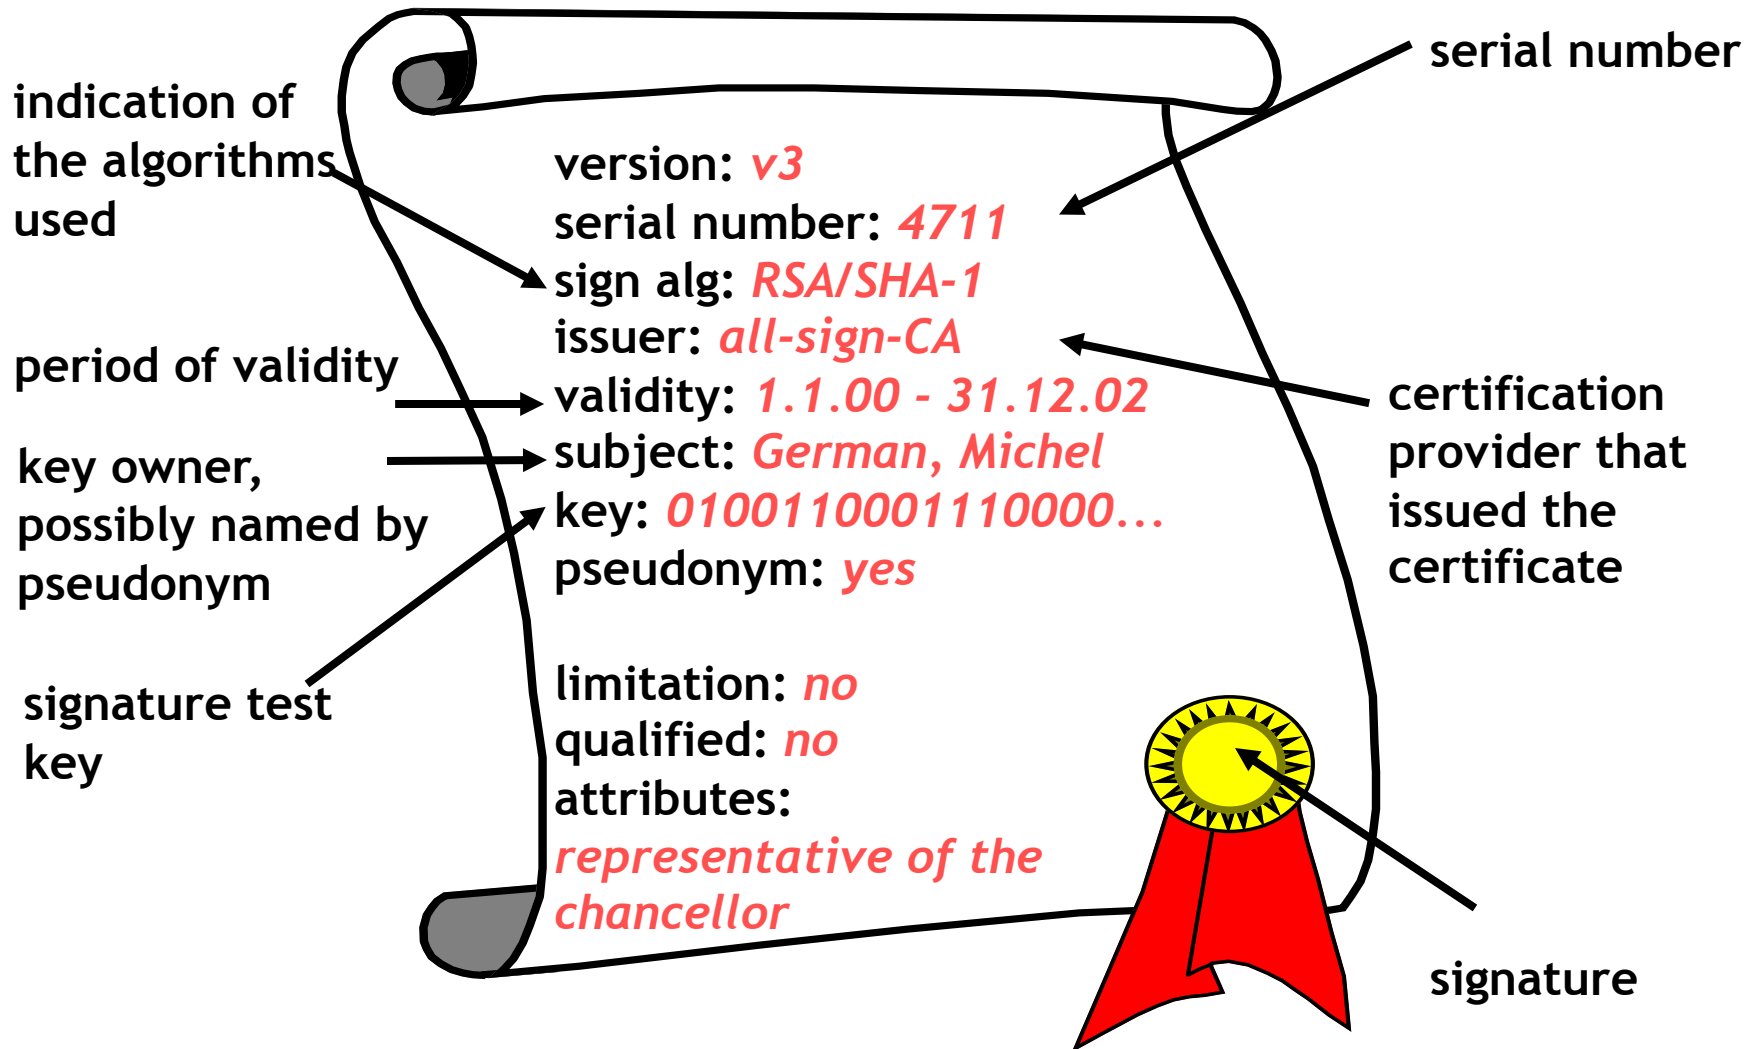 serial number
indication of
the algorithms
used
period of validity
key owner,
possibly named by
pseudonym
signature test
key
version: v3
serial number: 4711
sign alg: RSA/SHA-1
issuer: all-sign-CA
validity: 1.1.00 - 31.12.02
subject: German, Michel
key: 0100110001110000...
pseudonym: yes
limitation: no
qualified: no
attributes:
representative of the
chancellor
certification
provider that
issued the
certificate
signature